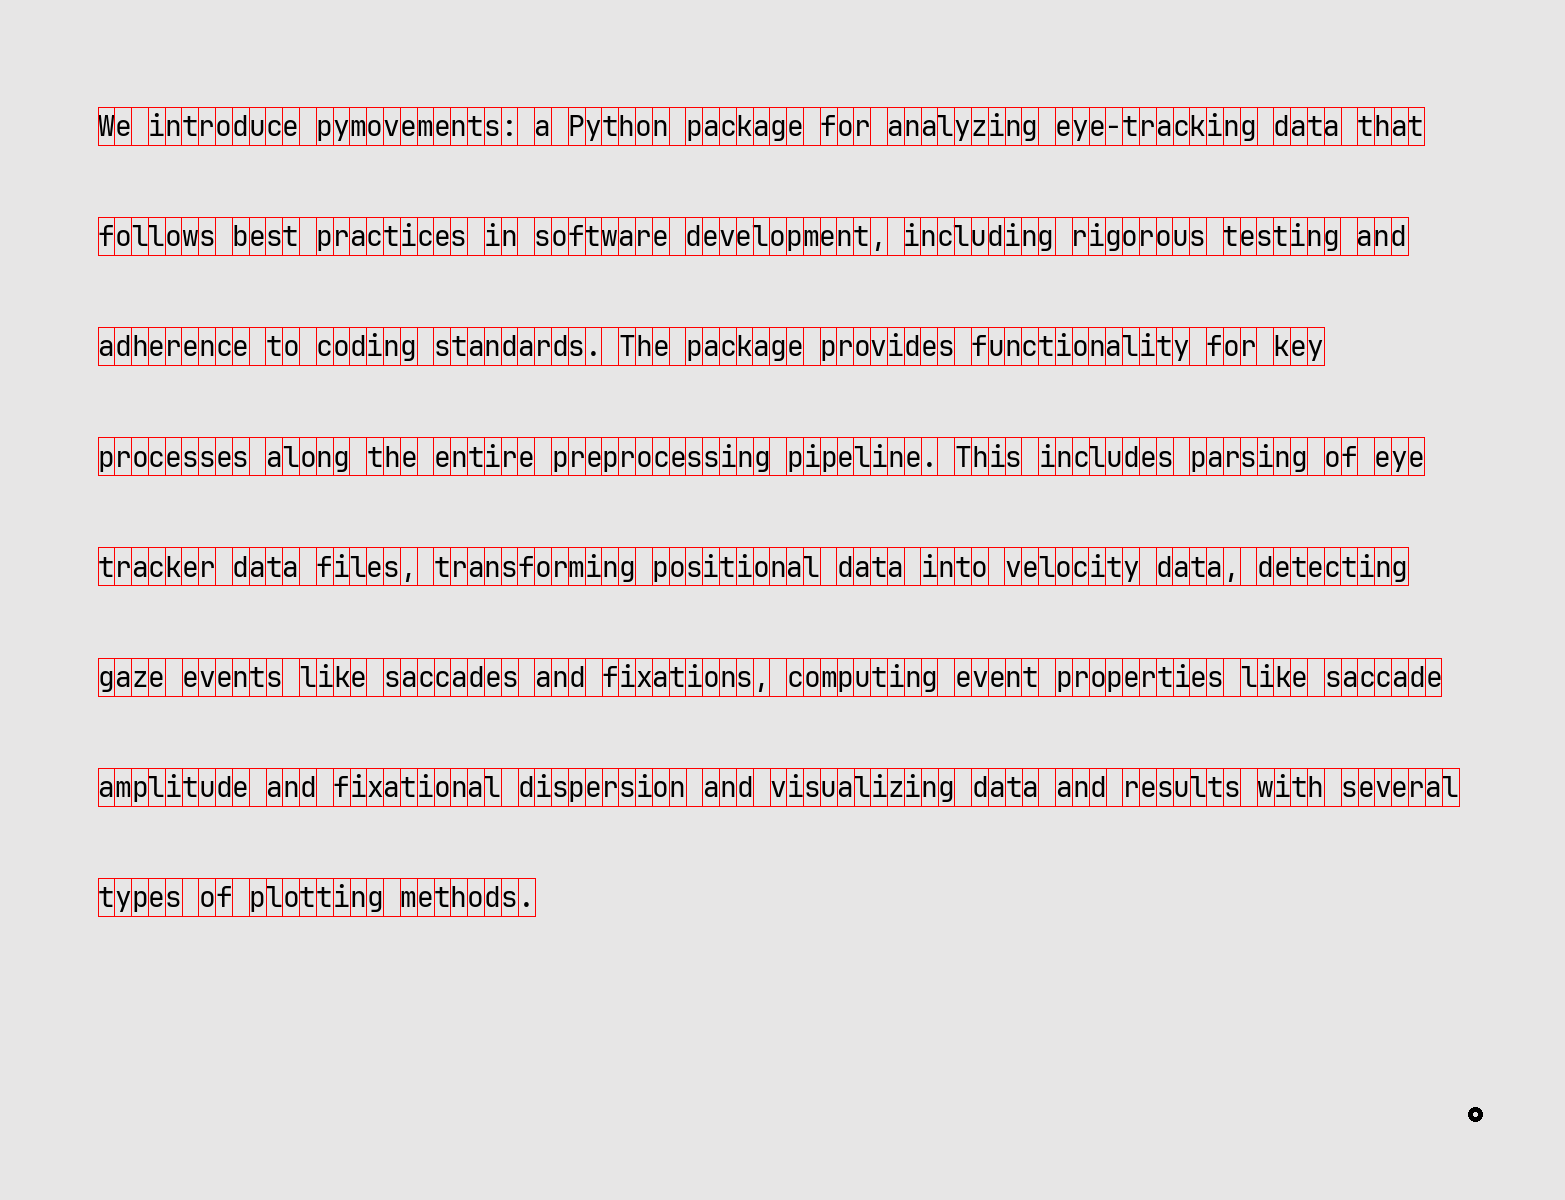 We introduce pymovements: a Python package for analyzing eye-tracking data that
follows best practices in software development, including rigorous testing and
adherence to coding standards. The package provides functionality for key
processes along the entire preprocessing pipeline. This includes parsing of eye
tracker data files, transforming positional data into velocity data, detecting
gaze events like saccades and fixations, computing event properties like saccade
amplitude and fixational dispersion and visualizing data and results with several
types of plotting methods.